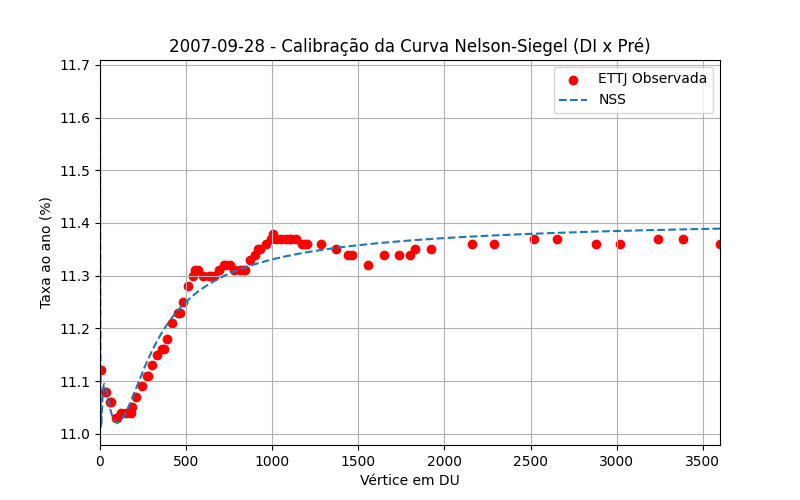 2007-09-28 - Calibração da Curva Nelson-Siegel (DI x Pré)
11.7
11.6
11.5
11.4
11.3
11.2
11.1
11.0
Taxa ao ano (%)
ETTJ Observada
NSS
0 500 1000 1500 2000 2500 3000 3500
Vértice em DU